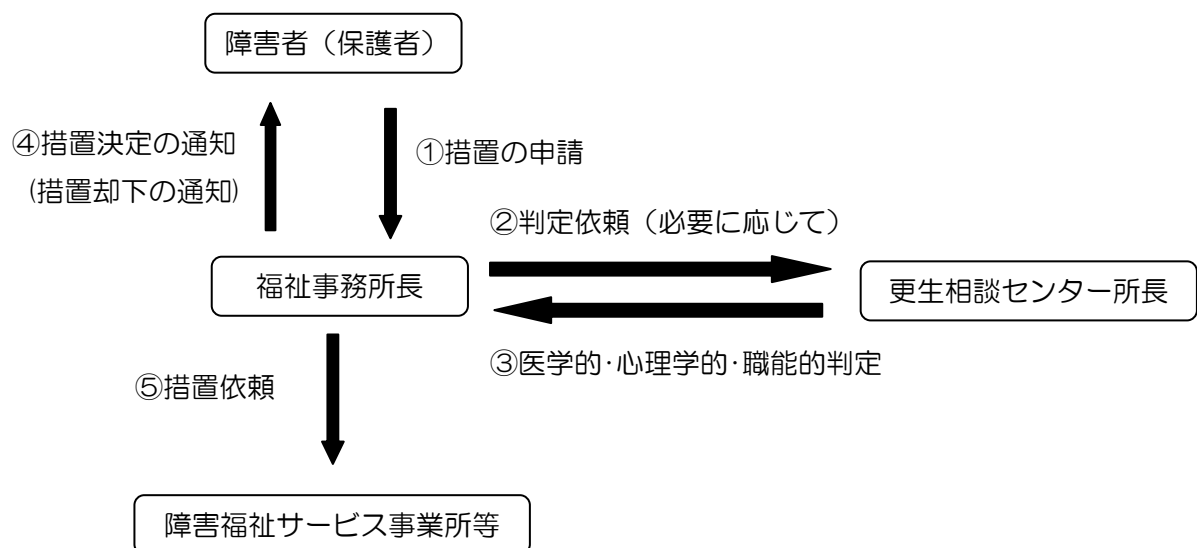 障害者（保護者）
④措置決定の通知
(措置却下の通知)
①措置の申請
②判定依頼（必要に応じて）
福祉事務所長
更生相談センター所長
③医学的･心理学的･職能的判定
⑤措置依頼
障害福祉サービス事業所等